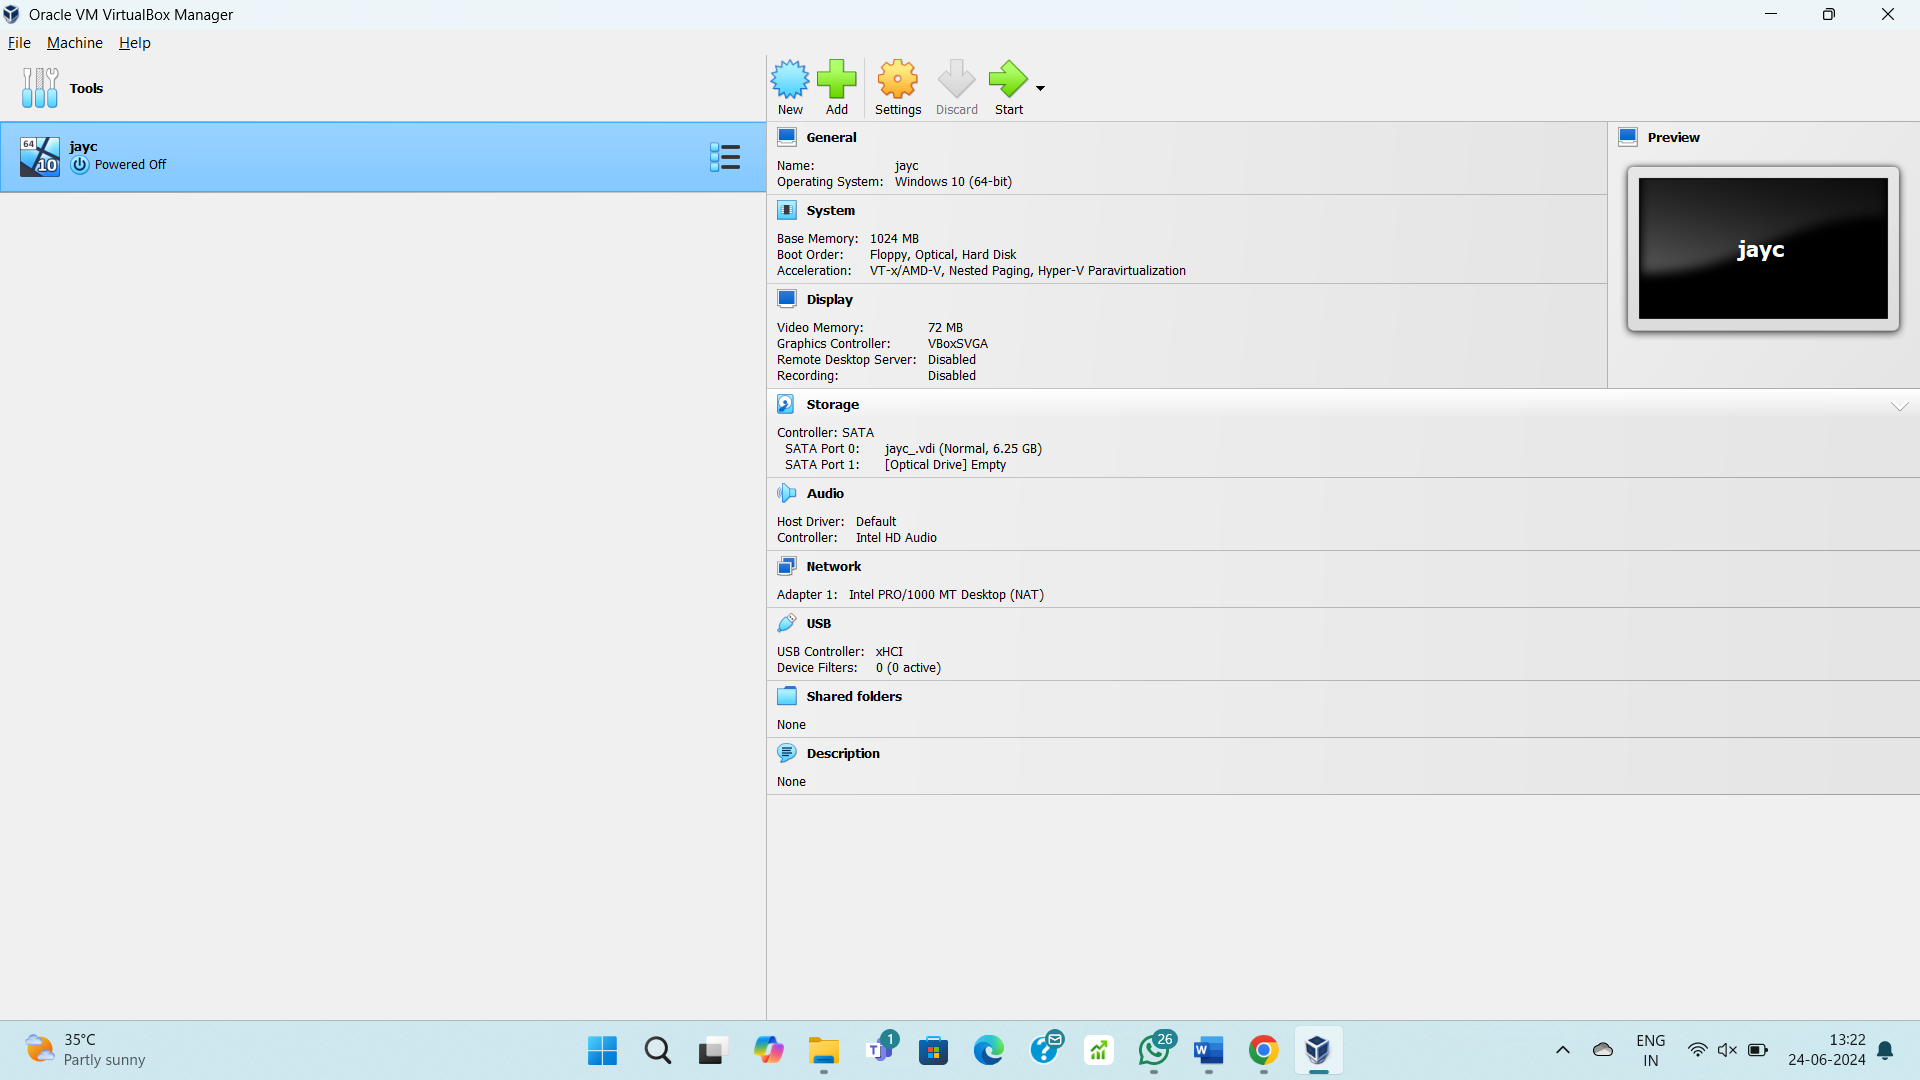 Oracle VM VirtualBox Manager
File Machine Help
Tools
New Add Settings Discard Start
64
10
jayc
Powered Off
General
Name: jayc
Operating System: Windows 10 (64-bit)
System
Base Memory: 1024 MB
Boot Order: Floppy, Optical, Hard Disk
Acceleration: VT-x/AMD-V, Nested Paging, Hyper-V Paravirtualization
Display
Video Memory: 72 MB
Graphics Controller: VBoxSVGA
Remote Desktop Server: Disabled
Recording: Disabled
Preview
jayc
Storage
Controller: SATA
SATA Port 0: jayc_.vdi (Normal, 6.25 GB)
SATA Port 1: [Optical Drive] Empty
Audio
Host Driver: Default
Controller: Intel HD Audio
Network
Adapter 1: Intel PRO/1000 MT Desktop (NAT)
USB
USB Controller: xHCI
Device Filters: 0 (0 active)
Shared folders
None
Description
None
35°C
Partly sunny
1
26
ENG
IN
13:22
24-06-2024